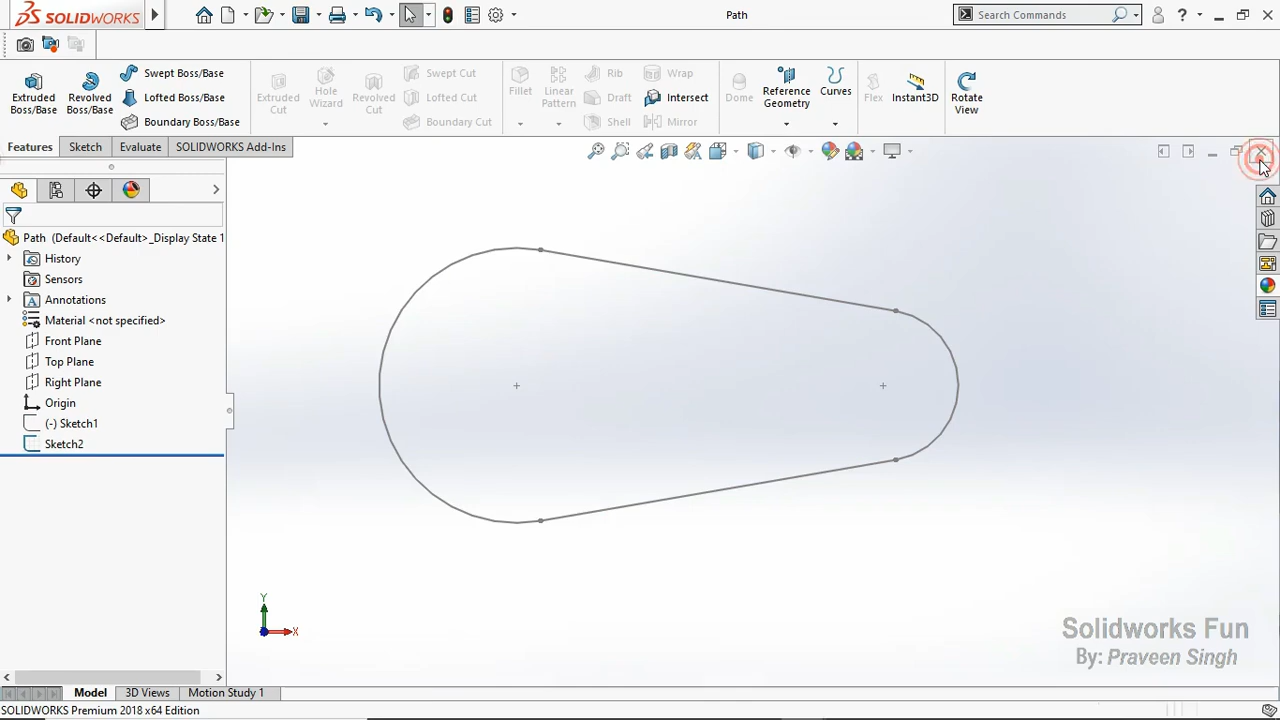 SOLIDWORKS
Path
Search Commands
?
Extruded Boss/Base
Revolved Boss/Base
Swept Boss/Base
Lofted Boss/Base
Boundary Boss/Base
Extruded Cut
Hole Wizard
Revolved Cut
Swept Cut
Lofted Cut
Boundary Cut
Fillet
Linear Pattern
Rib
Draft
Shell
Wrap
Intersect
Mirror
Dome
Reference Geometry
Curves
Flex
Instant3D
Rotate View
Features
Sketch
Evaluate
SOLIDWORKS Add-Ins
Path (Default<<Default>_Display State 1
History
Sensors
Annotations
Material <not specified>
Front Plane
Top Plane
Right Plane
Origin
(-) Sketch1
Sketch2
Y
X
Solidworks Fun
By: Praveen Singh
Model
3D Views
Motion Study 1
SOLIDWORKS Premium 2018 x64 Edition